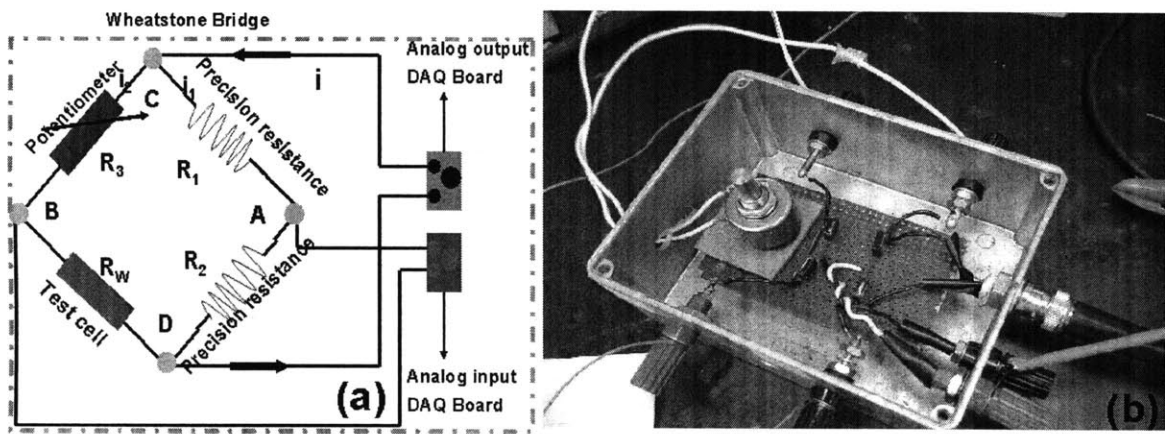 Wheatstone Bridge
Analog output
DAQ Board
Potentiometer
C
i₁
Precision resistance
i
R₃
R₁
B
A
R_W
R₂
Test cell
Precision resistance
D
Analog input
DAQ Board
(a)
(b)